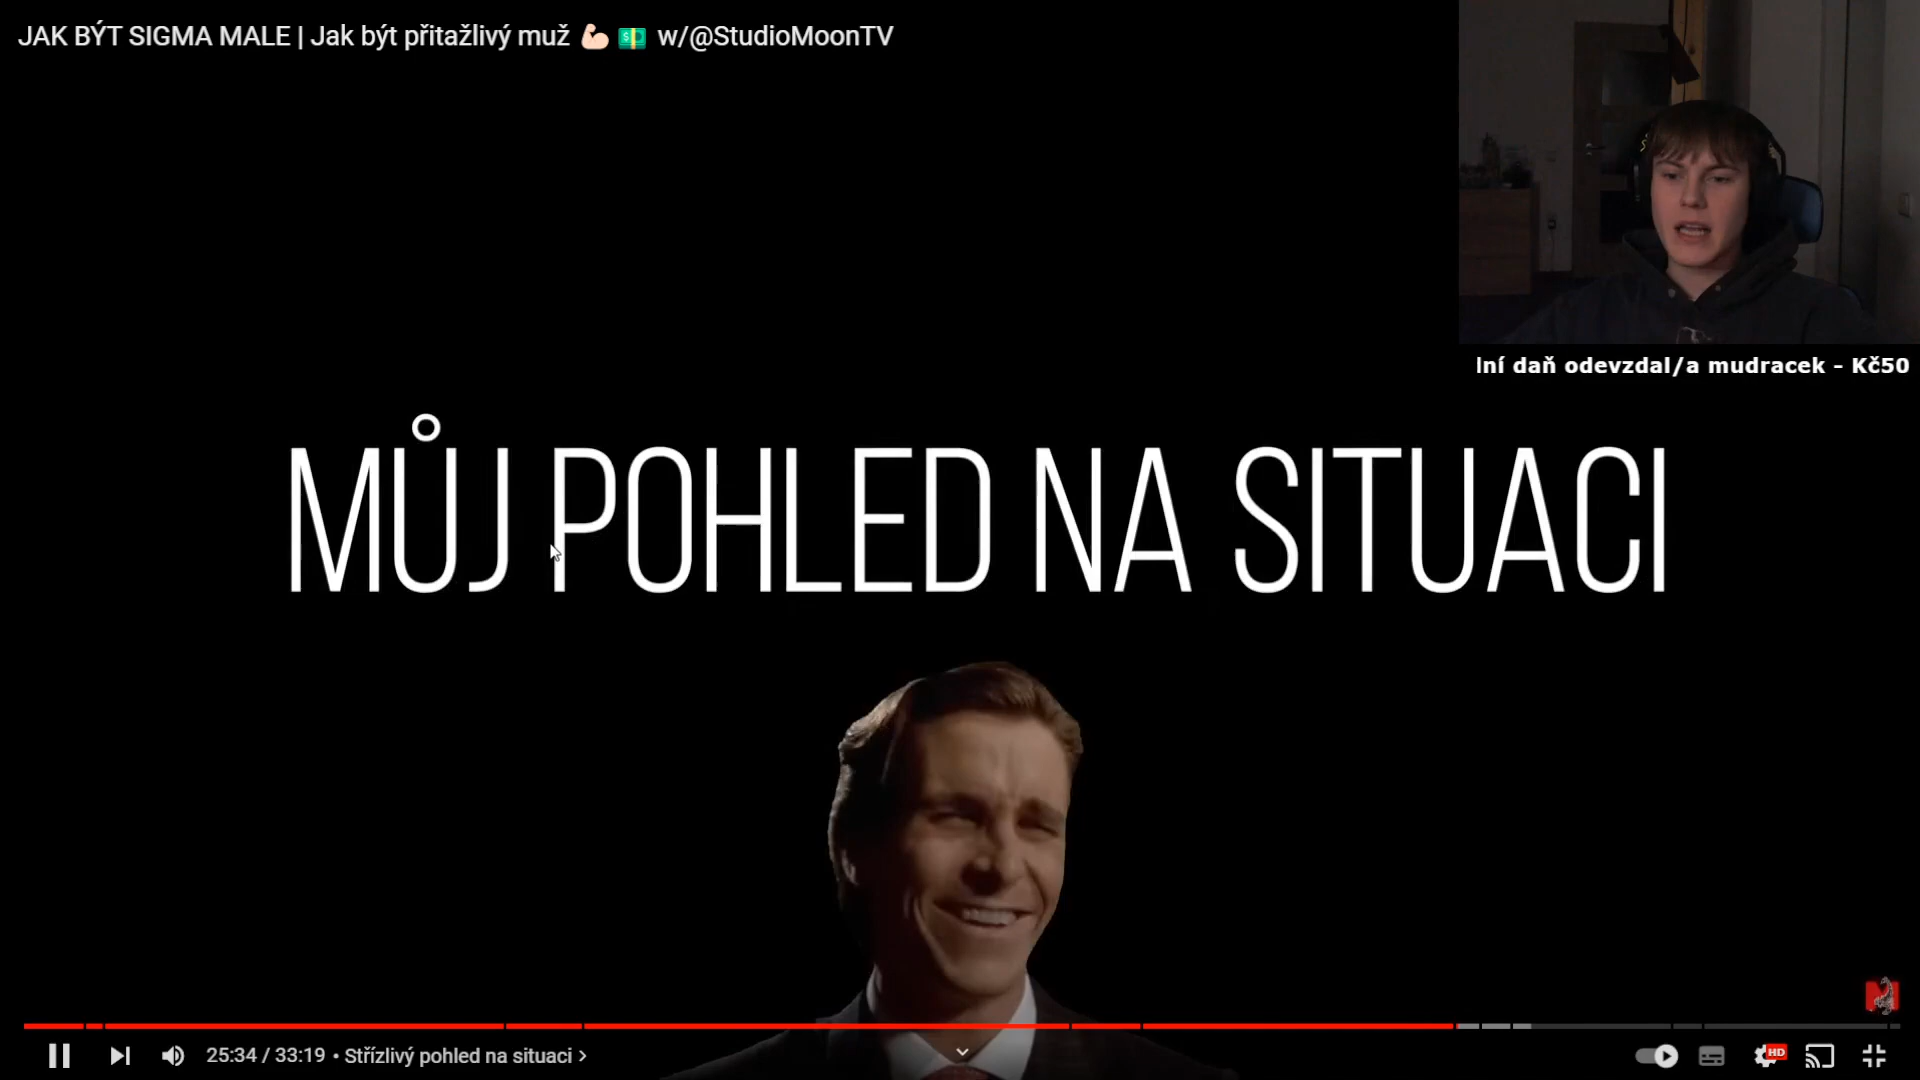 JAK BÝT SIGMA MALE | Jak být přitažlivý muž 💪🏻 💵 w/@StudioMoonTV
lní daň odevzdal/a mudracek - Kč50
MŮJ POHLED NA SITUACI
25:34 / 33:19 • Střízlivý pohled na situaci ›
HD